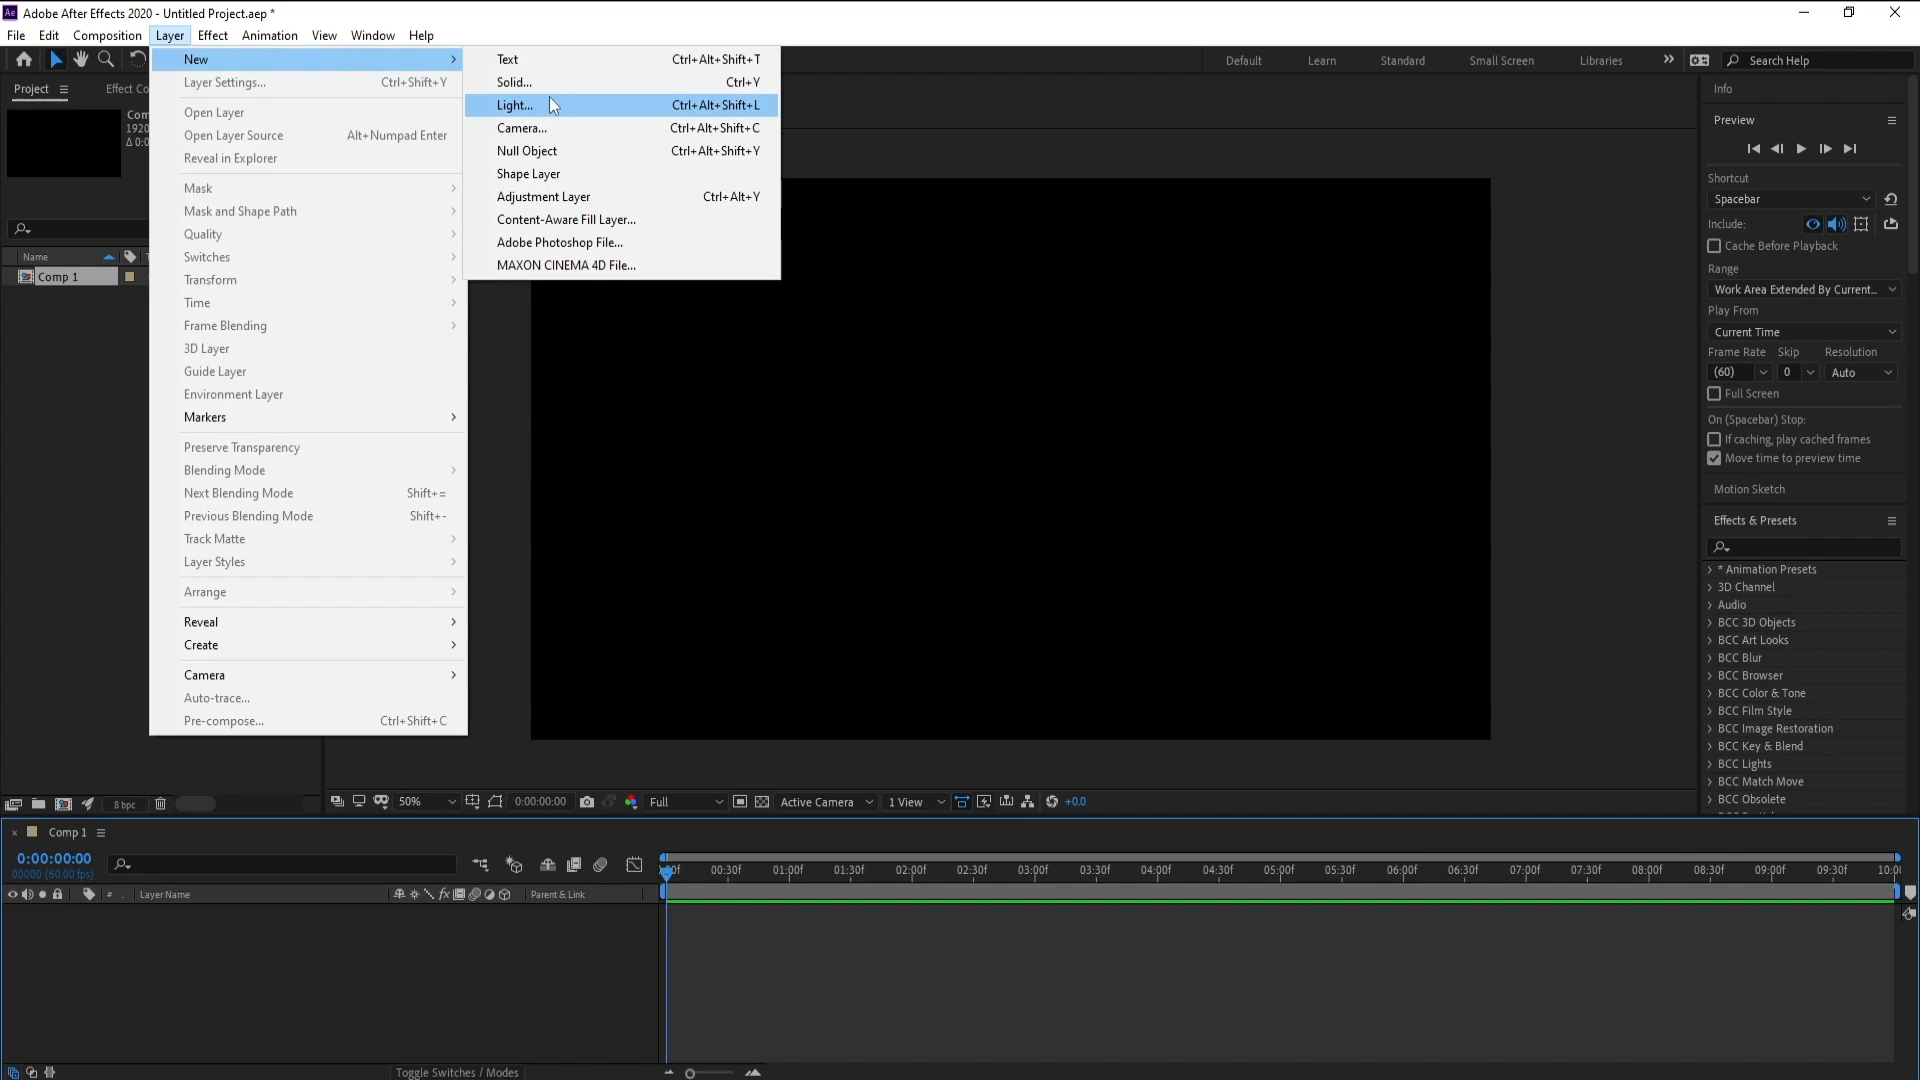 Adobe After Effects 2020 - Untitled Project.aep *
File Edit Composition Layer Effect Animation View Window Help
Default Learn Standard Small Screen Libraries Search Help
Project Effect Co
Com
1920
Δ 0:0
Name
Comp 1
8 bpc
New
Layer Settings... Ctrl+Shift+Y
Open Layer
Open Layer Source Alt+Numpad Enter
Reveal in Explorer
Mask
Mask and Shape Path
Quality
Switches
Transform
Time
Frame Blending
3D Layer
Guide Layer
Environment Layer
Markers
Preserve Transparency
Blending Mode
Next Blending Mode Shift+=
Previous Blending Mode Shift+-
Track Matte
Layer Styles
Arrange
Reveal
Create
Camera
Auto-trace...
Pre-compose... Ctrl+Shift+C
Text Ctrl+Alt+Shift+T
Solid... Ctrl+Y
Light... Ctrl+Alt+Shift+L
Camera... Ctrl+Alt+Shift+C
Null Object Ctrl+Alt+Shift+Y
Shape Layer
Adjustment Layer Ctrl+Alt+Y
Content-Aware Fill Layer...
Adobe Photoshop File...
MAXON CINEMA 4D File...
50% 0:00:00:00 Full Active Camera 1 View +0.0
Info
Preview
Shortcut
Spacebar
Include:
Cache Before Playback
Range
Work Area Extended By Current...
Play From
Current Time
Frame Rate Skip Resolution
(60) 0 Auto
Full Screen
On (Spacebar) Stop:
If caching, play cached frames
Move time to preview time
Motion Sketch
Effects & Presets
* Animation Presets
3D Channel
Audio
BCC 3D Objects
BCC Art Looks
BCC Blur
BCC Browser
BCC Color & Tone
BCC Film Style
BCC Image Restoration
BCC Key & Blend
BCC Lights
BCC Match Move
BCC Obsolete
Comp 1
0:00:00:00
00000 (60.00 fps)
00:30f 01:00f 01:30f 02:00f 02:30f 03:00f 03:30f 04:00f 04:30f 05:00f 05:30f 06:00f 06:30f 07:00f 07:30f 08:00f 08:30f 09:00f 09:30f 10:00
# Layer Name Parent & Link
Toggle Switches / Modes